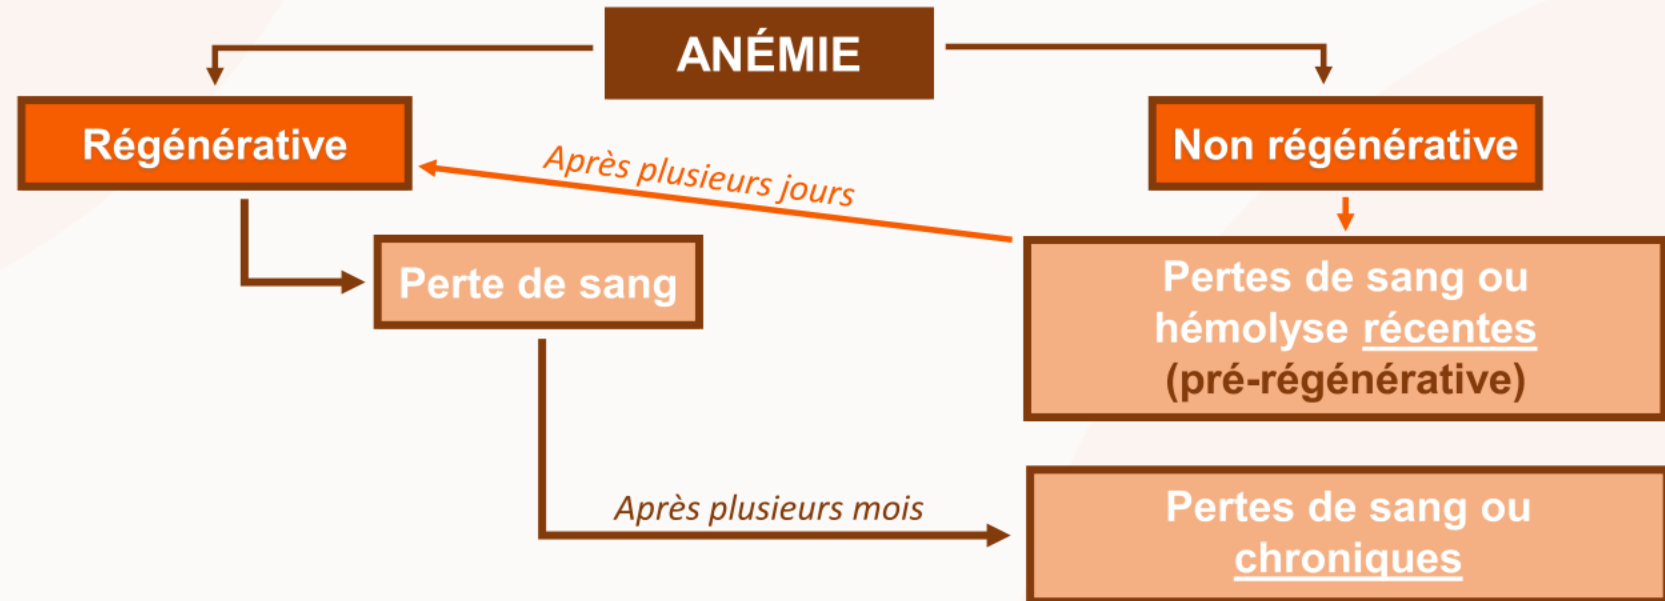 ANÉMIE
Régénérative
Non régénérative
Après plusieurs jours
Perte de sang
Pertes de sang ou
hémolyse récentes
(pré-régénérative)
Après plusieurs mois
Pertes de sang ou
chroniques